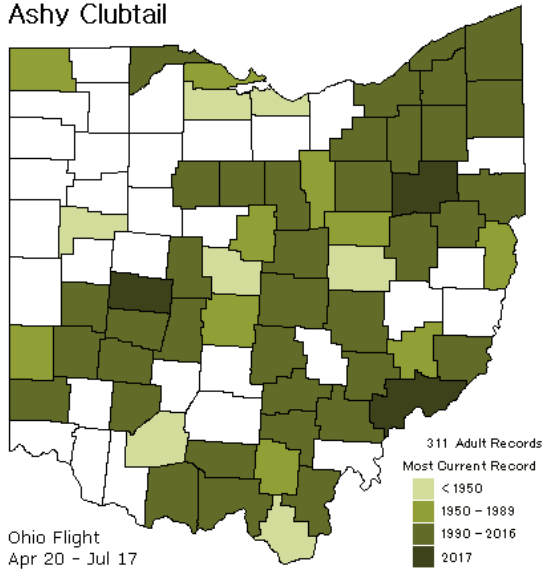 Ashy Clubtail
311 Adult Records
Most Current Record
<1950
1950 - 1989
1990 - 2016
2017
Ohio Flight
Apr 20 - Jul 17